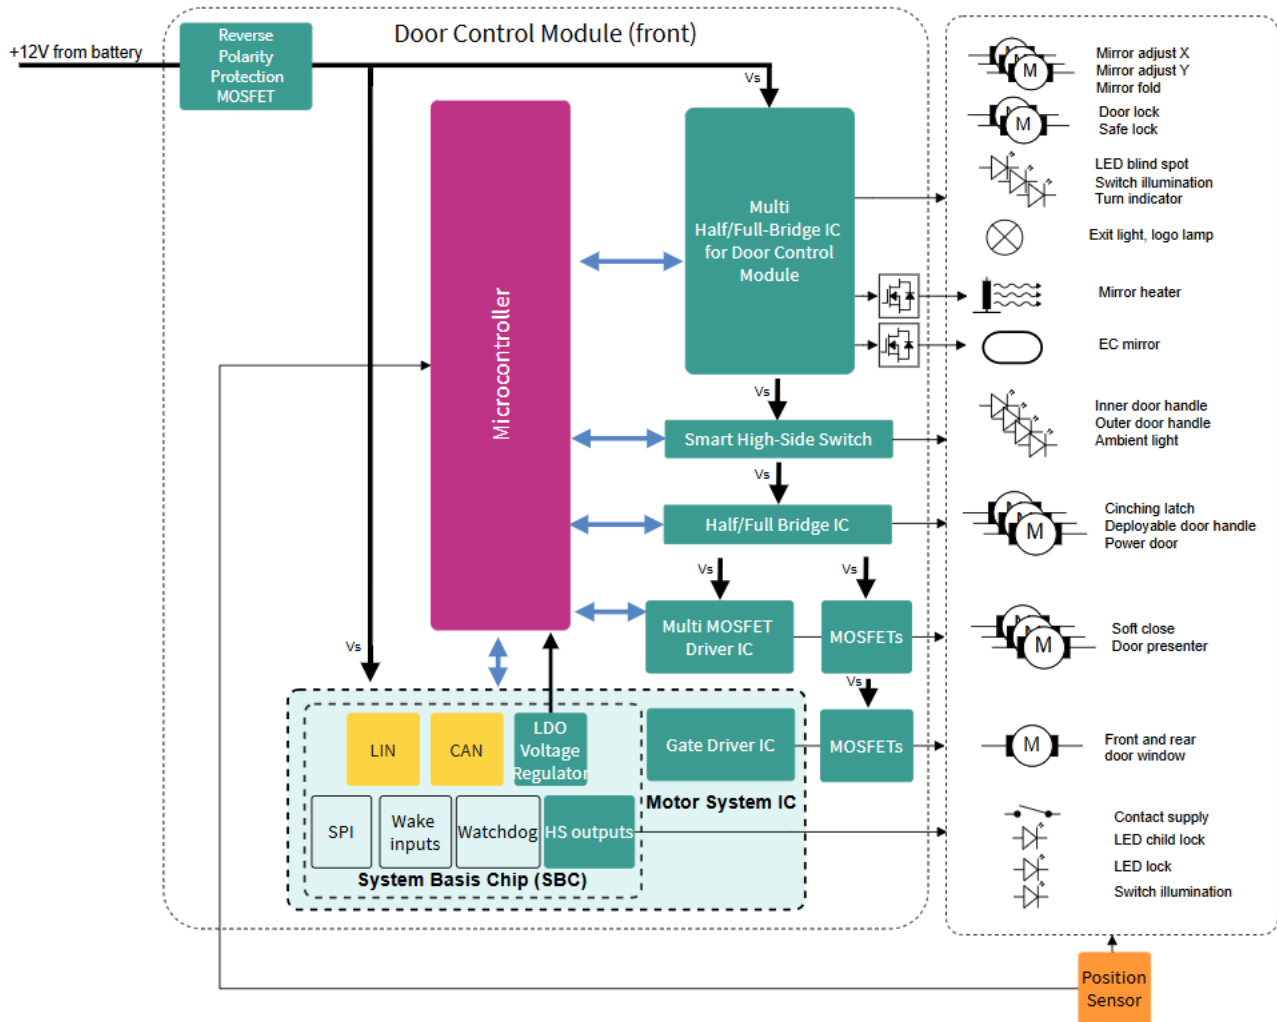 Door Control Module (front)
+12V from battery
Reverse
Polarity
Protection
MOSFET
Vs
Microcontroller
Multi
Half/Full-Bridge IC
for Door Control
Module
Vs
Smart High-Side Switch
Vs
Half/Full Bridge IC
Vs
Vs
Multi MOSFET
Driver IC
MOSFETs
Vs
Vs
LIN
CAN
LDO
Voltage
Regulator
Gate Driver IC
MOSFETs
Motor System IC
SPI
Wake
inputs
Watchdog
HS outputs
System Basis Chip (SBC)
M
Mirror adjust X
Mirror adjust Y
Mirror fold
M
Door lock
Safe lock
LED blind spot
Switch illumination
Turn indicator
Exit light, logo lamp
Mirror heater
EC mirror
Inner door handle
Outer door handle
Ambient light
M
Cinching latch
Deployable door handle
Power door
M
Soft close
Door presenter
M
Front and rear
door window
Contact supply
LED child lock
LED lock
Switch illumination
Position
Sensor